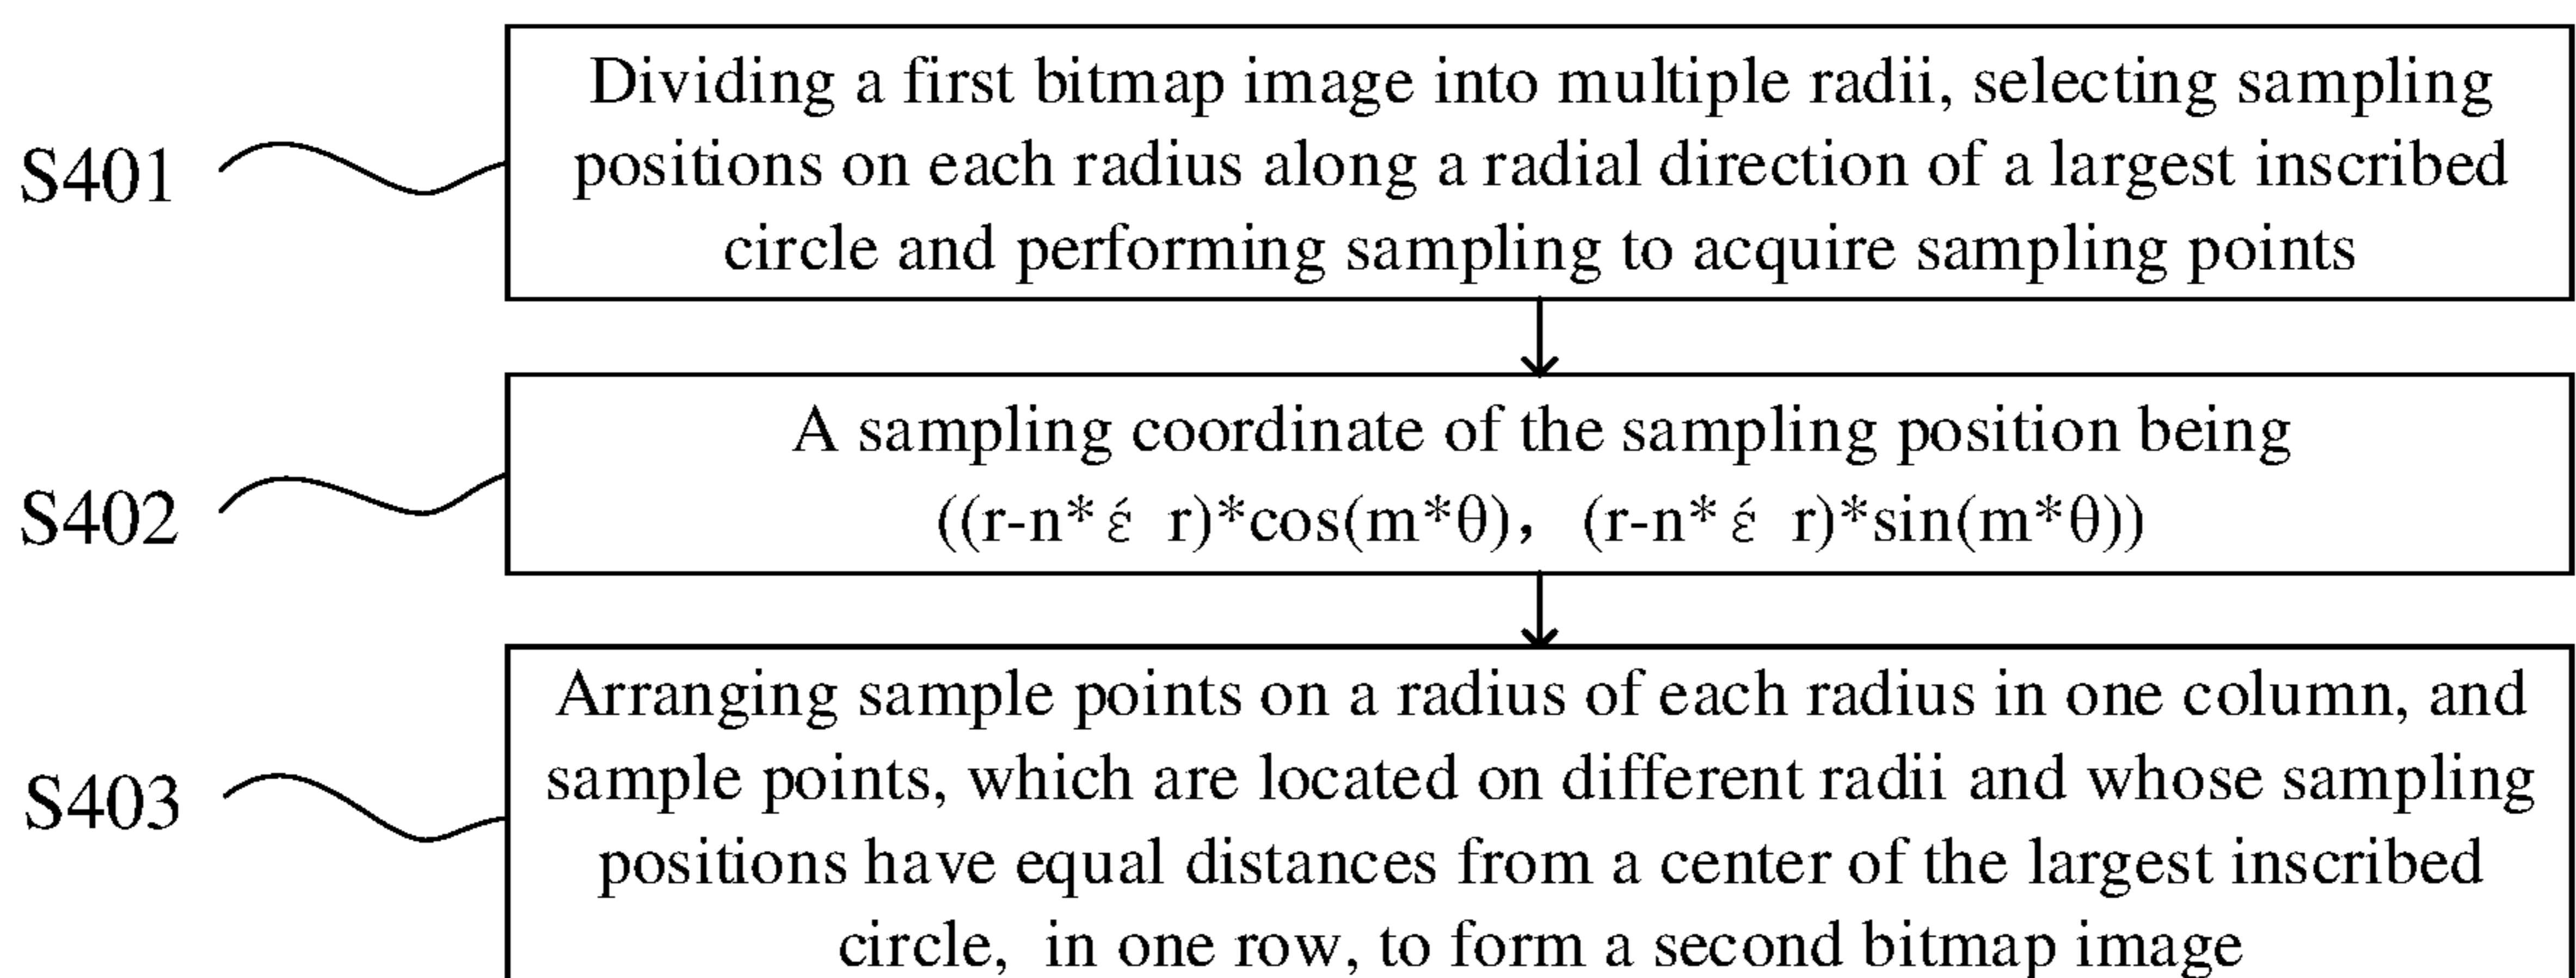 S401
Dividing a first bitmap image into multiple radii, selecting sampling
positions on each radius along a radial direction of a largest inscribed
circle and performing sampling to acquire sampling points
S402
A sampling coordinate of the sampling position being
((r-n*έ r)*cos(m*θ), (r-n*έ r)*sin(m*θ))
S403
Arranging sample points on a radius of each radius in one column, and
sample points, which are located on different radii and whose sampling
positions have equal distances from a center of the largest inscribed
circle, in one row, to form a second bitmap image